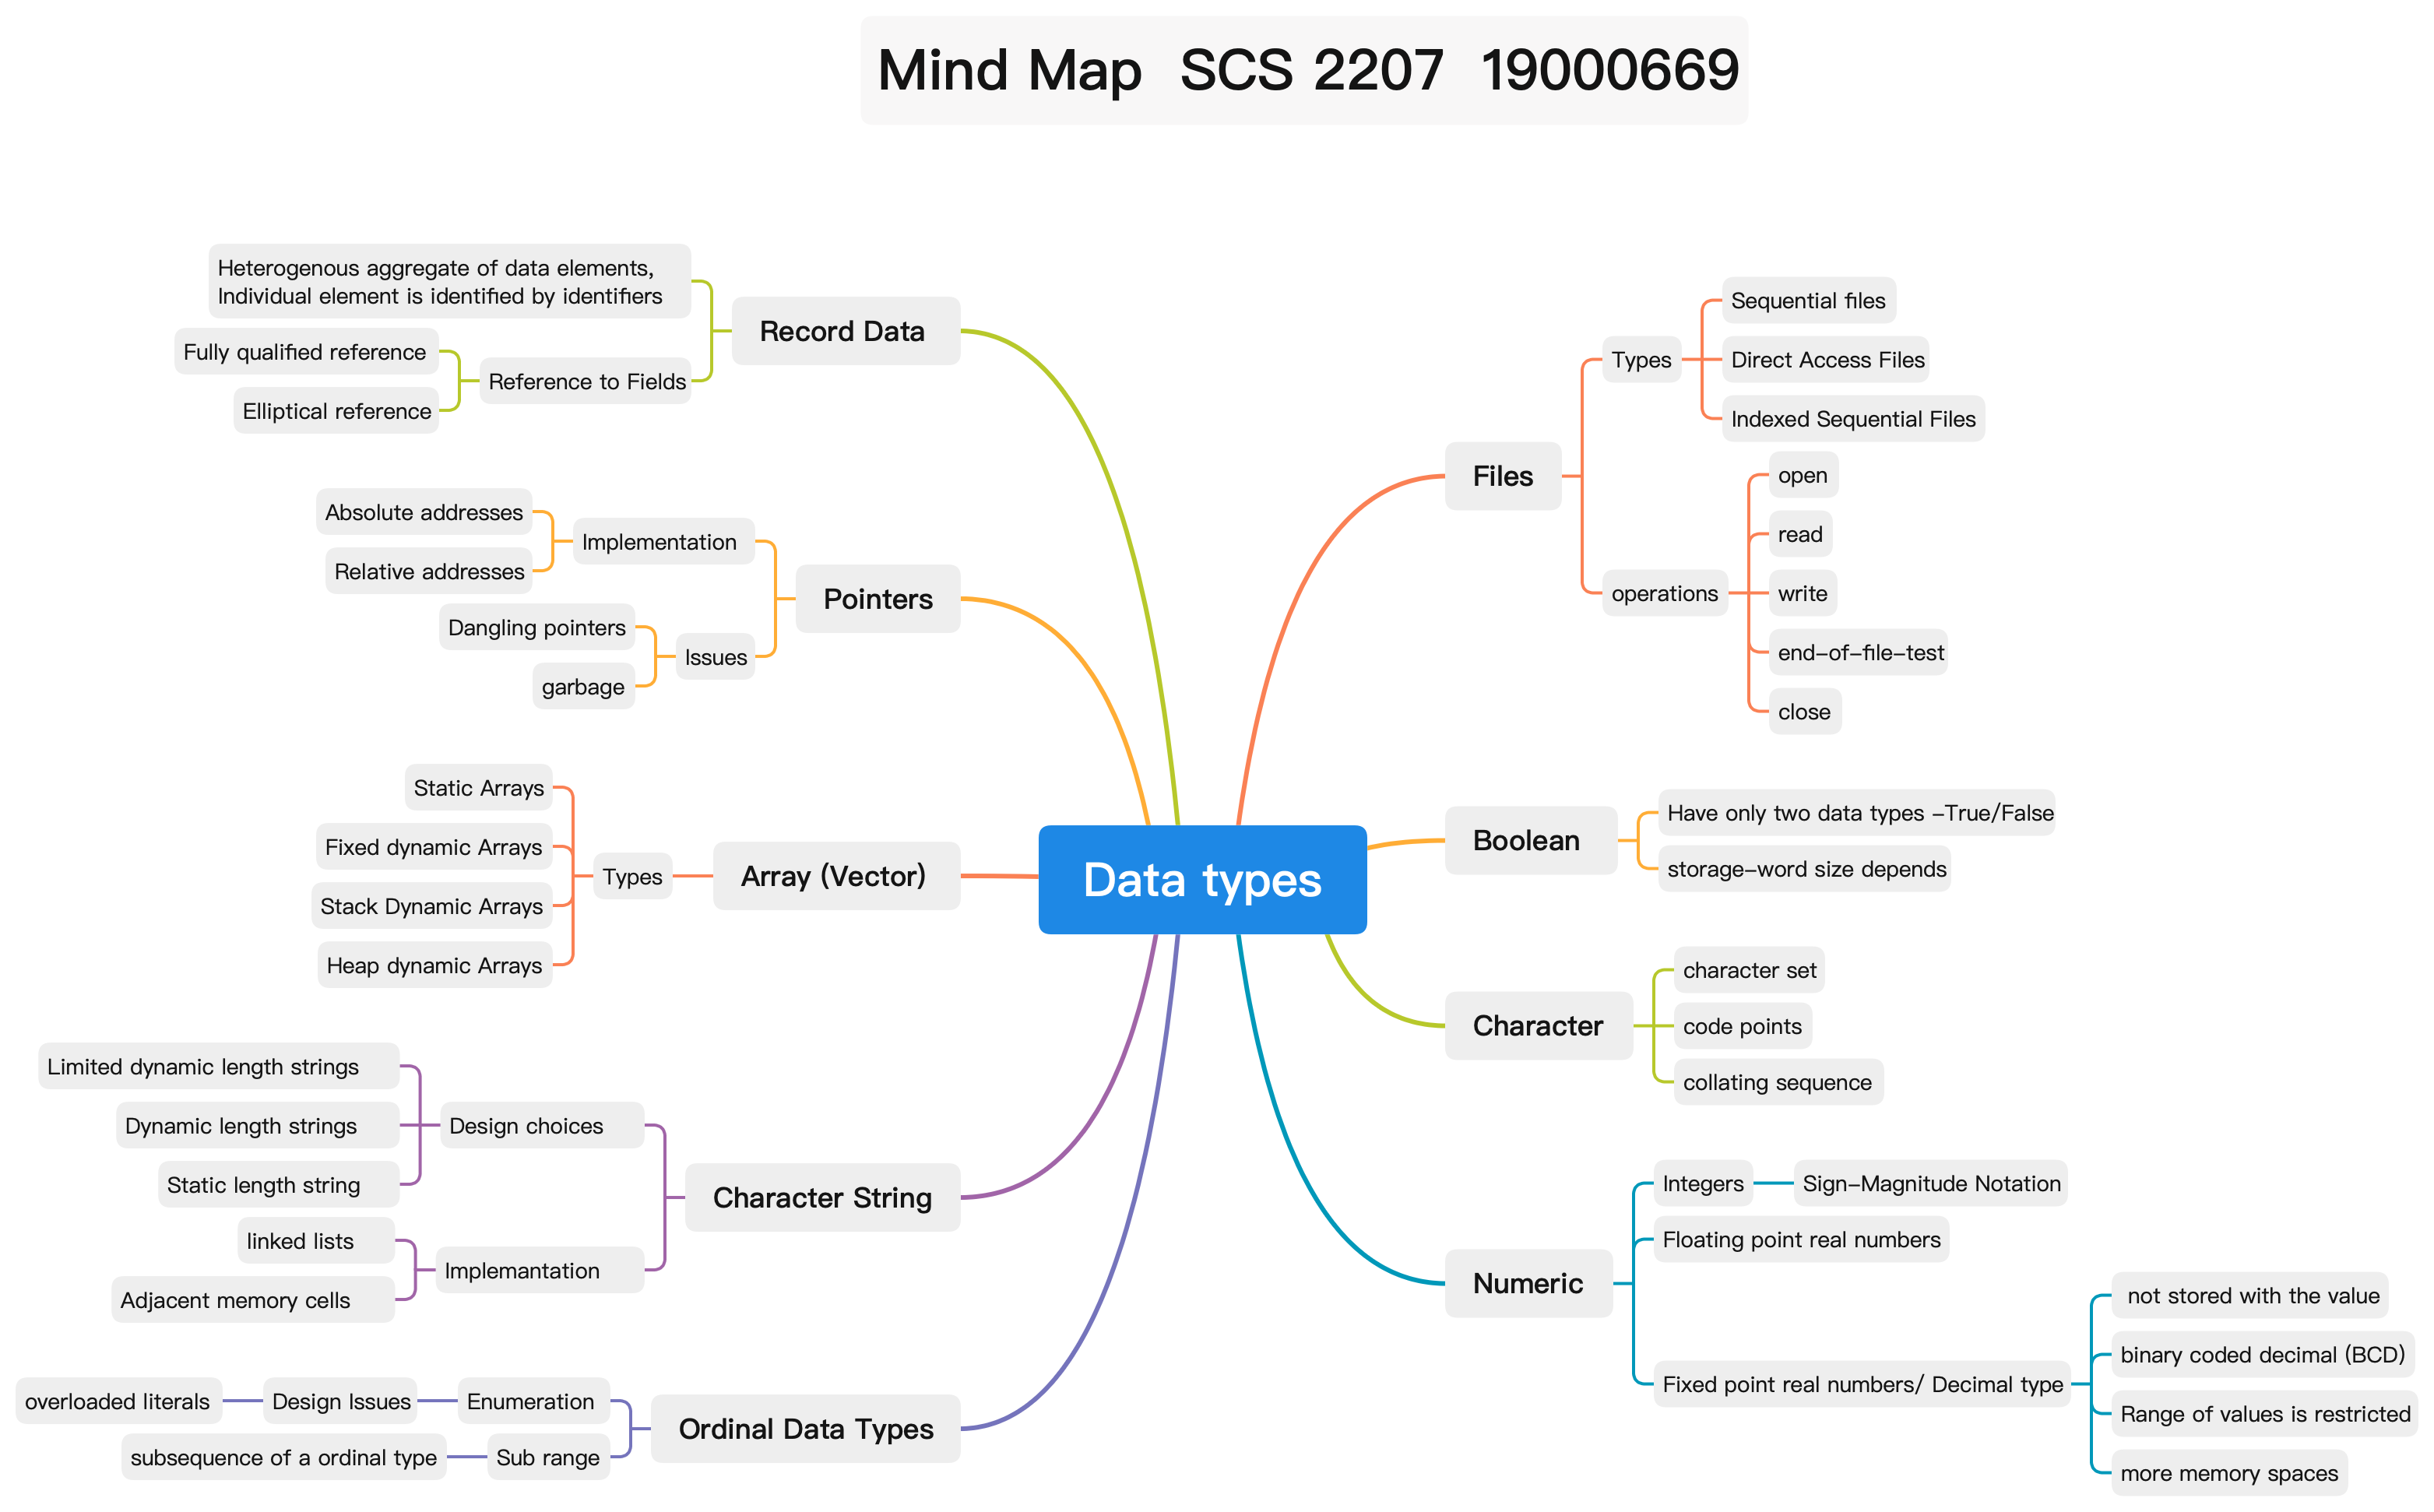 Mind Map SCS 2207 19000669
Data types
Record Data
Heterogenous aggregate of data elements,
Individual element is identified by identifiers
Reference to Fields
Fully qualified reference
Elliptical reference
Pointers
Implementation
Absolute addresses
Relative addresses
Issues
Dangling pointers
garbage
Array (Vector)
Types
Static Arrays
Fixed dynamic Arrays
Stack Dynamic Arrays
Heap dynamic Arrays
Character String
Design choices
Limited dynamic length strings
Dynamic length strings
Static length string
Implemantation
linked lists
Adjacent memory cells
Ordinal Data Types
Enumeration
Design Issues
overloaded literals
Sub range
subsequence of a ordinal type
Files
Types
Sequential files
Direct Access Files
Indexed Sequential Files
operations
open
read
write
end-of-file-test
close
Boolean
Have only two data types -True/False
storage-word size depends
Character
character set
code points
collating sequence
Numeric
Integers
Sign-Magnitude Notation
Floating point real numbers
Fixed point real numbers/ Decimal type
not stored with the value
binary coded decimal (BCD)
Range of values is restricted
more memory spaces